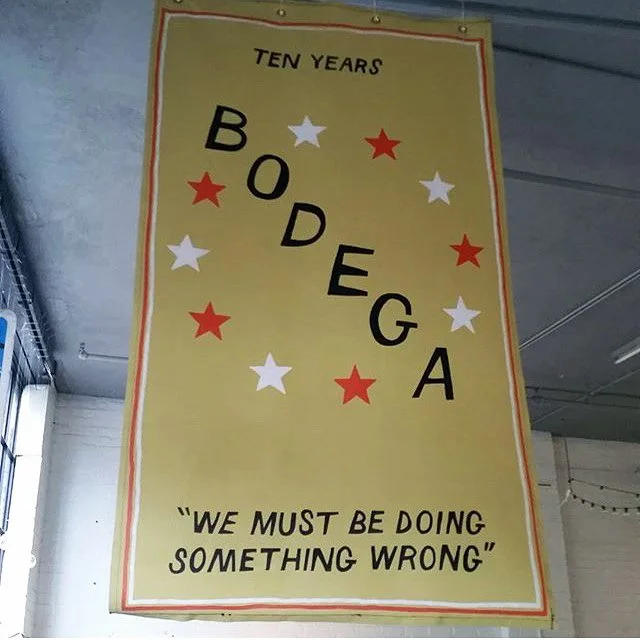 TEN YEARS
BODEGA
"WE MUST BE DOING
SOMETHING WRONG"